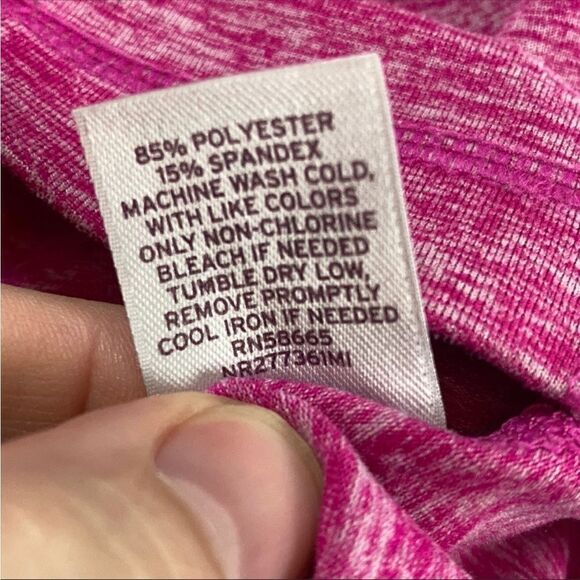 85% POLYESTER
15% SPANDEX
MACHINE WASH COLD,
WITH LIKE COLORS
ONLY NON-CHLORINE
BLEACH IF NEEDED
TUMBLE DRY LOW,
REMOVE PROMPTLY
COOL IRON IF NEEDED
RN58665
NR277361MI